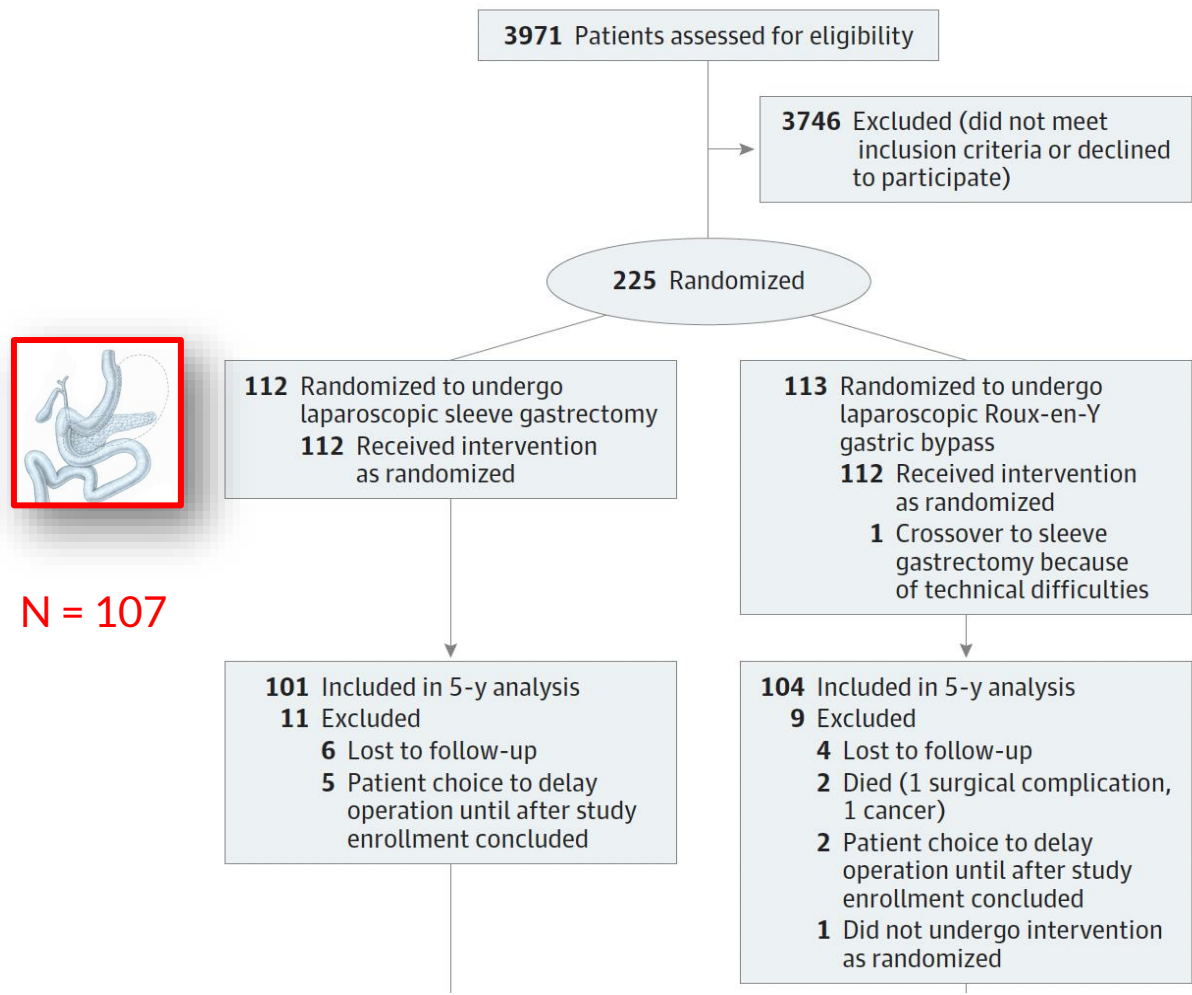 3971 Patients assessed for eligibility
3746 Excluded (did not meet
inclusion criteria or declined
to participate)
225 Randomized
112 Randomized to undergo
laparoscopic sleeve gastrectomy
112 Received intervention
as randomized
113 Randomized to undergo
laparoscopic Roux-en-Y
gastric bypass
112 Received intervention
as randomized
1 Crossover to sleeve
gastrectomy because
of technical difficulties
N = 107
101 Included in 5-y analysis
11 Excluded
6 Lost to follow-up
5 Patient choice to delay
operation until after study
enrollment concluded
104 Included in 5-y analysis
9 Excluded
4 Lost to follow-up
2 Died (1 surgical complication,
1 cancer)
2 Patient choice to delay
operation until after study
enrollment concluded
1 Did not undergo intervention
as randomized